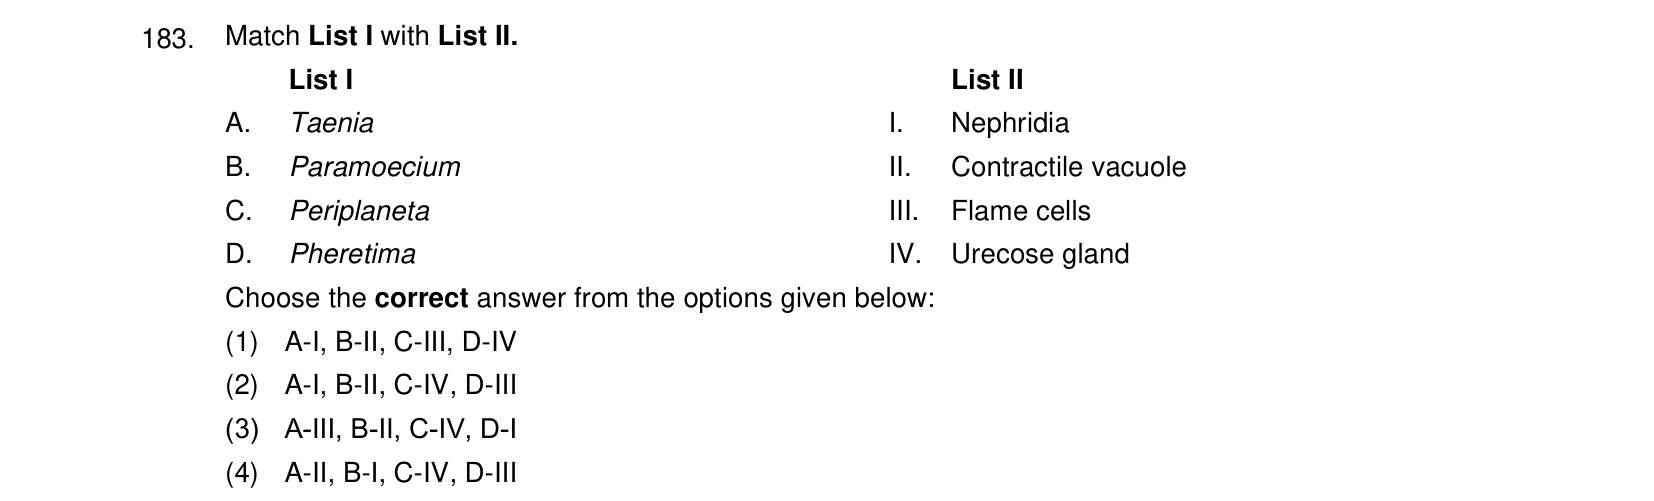 183. Match List I with List II.
List I List II
A. Taenia I. Nephridia
B. Paramoecium II. Contractile vacuole
C. Periplaneta III. Flame cells
D. Pheretima IV. Urecose gland
Choose the correct answer from the options given below:
(1) A-I, B-II, C-III, D-IV
(2) A-I, B-II, C-IV, D-III
(3) A-III, B-II, C-IV, D-I
(4) A-II, B-I, C-IV, D-III